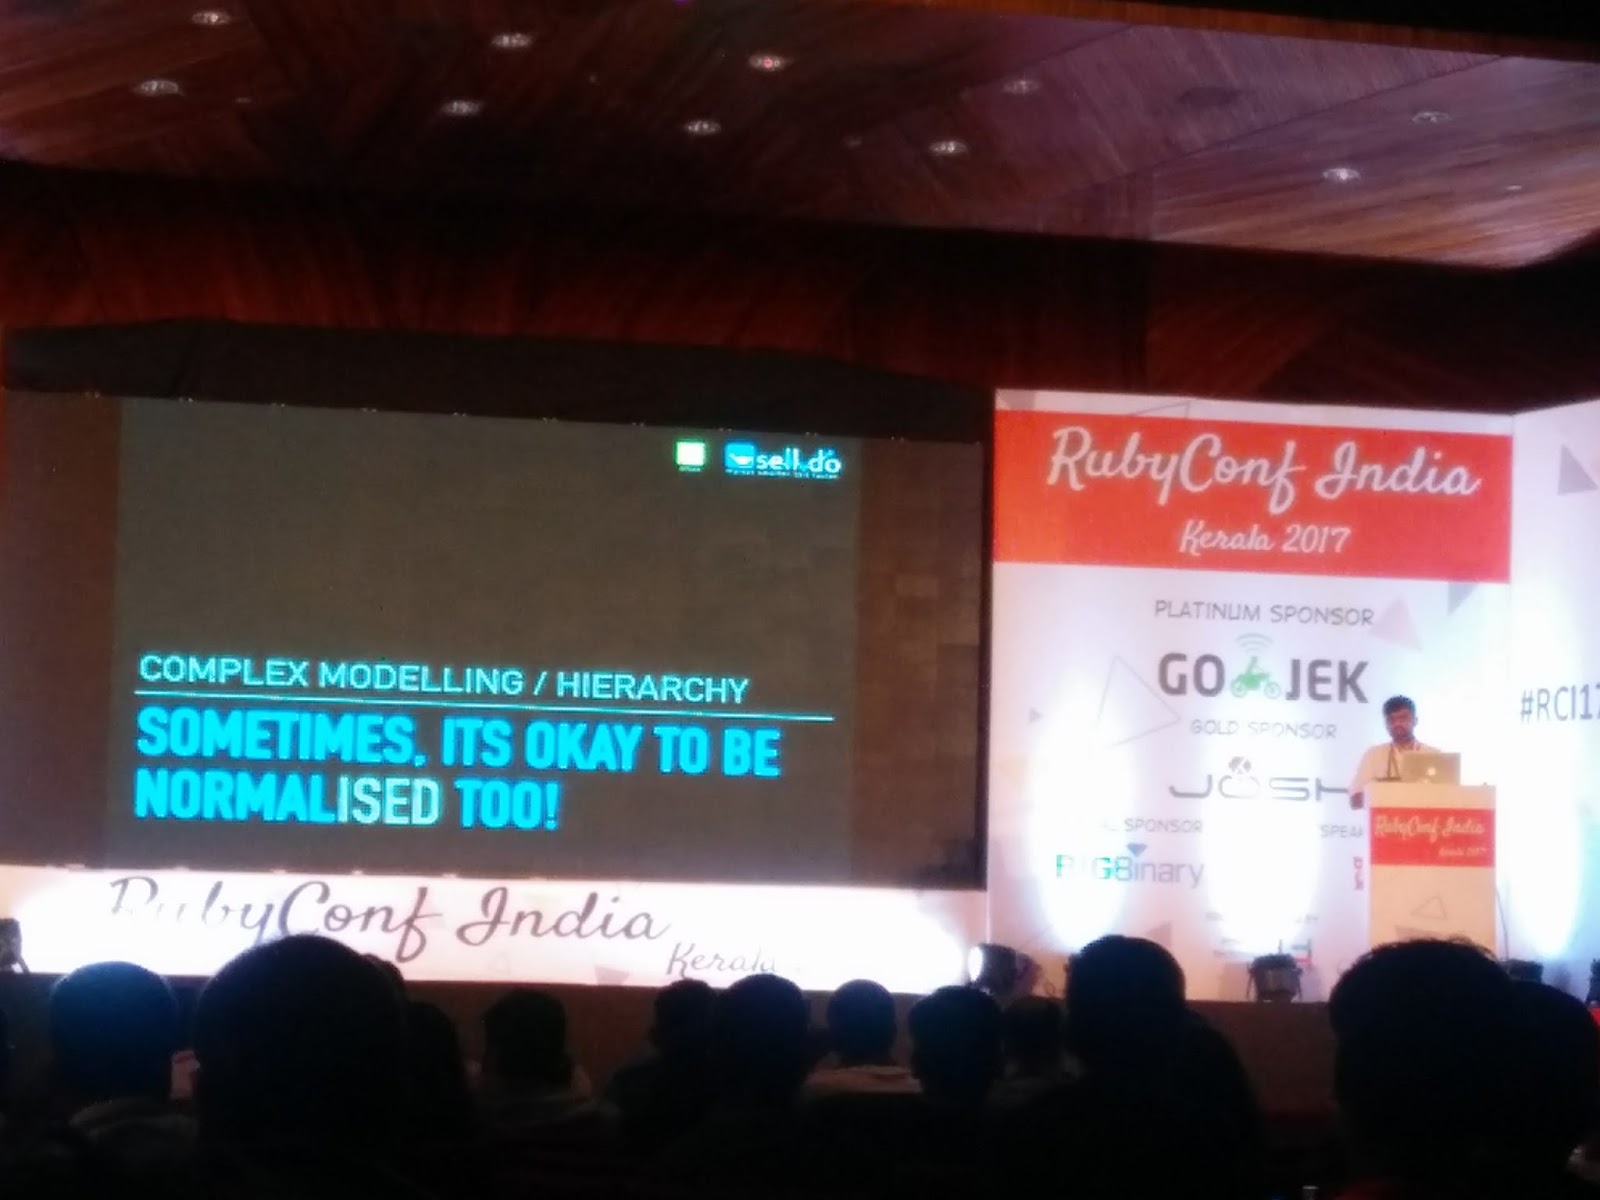 sell.do
COMPLEX MODELLING / HIERARCHY
SOMETIMES, ITS OKAY TO BE
NORMALISED TOO!
RubyConf India
Kerala
RubyConf India
Kerala 2017
PLATINUM SPONSOR
GO JEK
GOLD SPONSOR
JOSH
SPONSOR
BIGBinary
#RCI17
RubyConf India
Kerala 2017